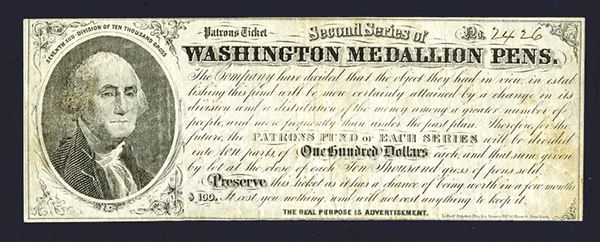 SEVENTH SUB DIVISION OF TEN THOUSAND GROSS
Patrons Ticket
Second Series of
No. 2426
WASHINGTON MEDALLION PENS.
The Company have decided that the object they had in view, in estab
lishing this fund will be more certainly attained by a change in its
division and a distribution of the money among a greater number of
people, and more frequently than under the past plan. Therefore for the
future, the PATRONS FUND OF EACH SERIES will be divided
into ten parts, of One Hundred Dollars each, and that sum given
by lot at the close of each Ten Thousand gross of pens sold.
Preserve this ticket as it has a chance of being worth in a few months
$100. It cost you nothing, and will not cost anything to keep it.
THE REAL PURPOSE IS ADVERTISEMENT.
New York.